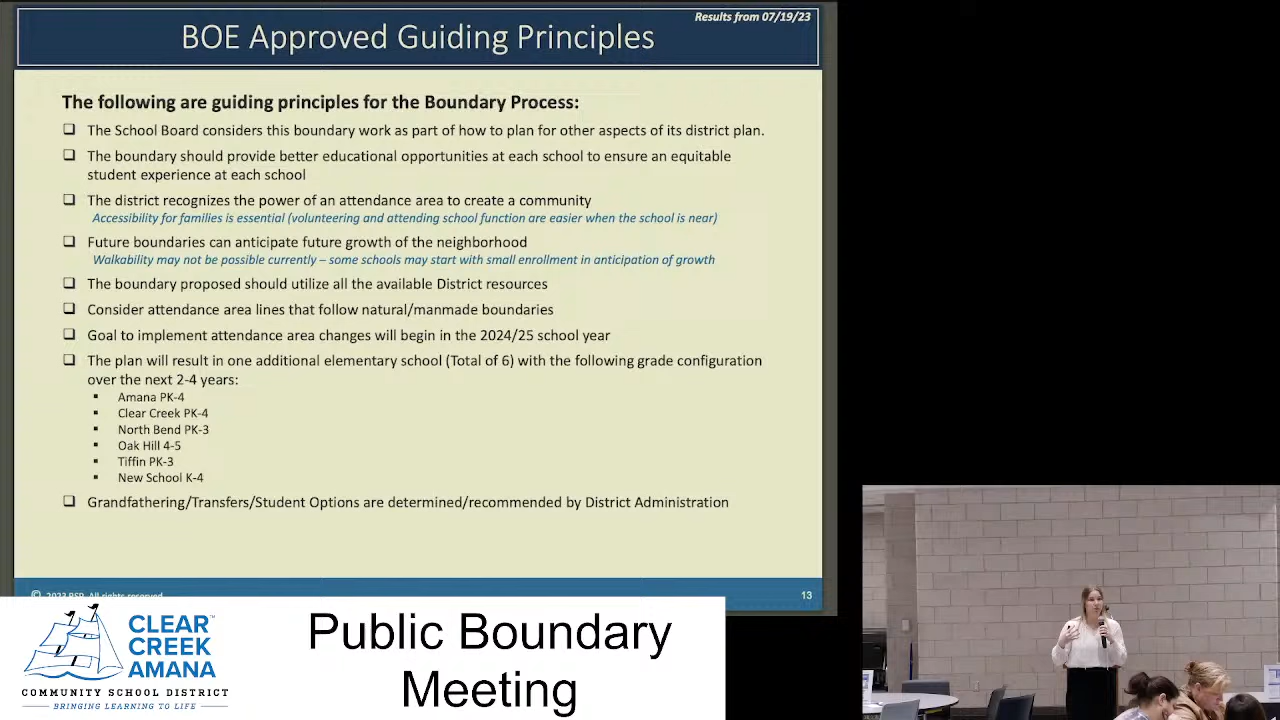 Results from 07/19/23
BOE Approved Guiding Principles
The following are guiding principles for the Boundary Process:
The School Board considers this boundary work as part of how to plan for other aspects of its district plan.
The boundary should provide better educational opportunities at each school to ensure an equitable
student experience at each school
The district recognizes the power of an attendance area to create a community
Accessibility for families is essential (volunteering and attending school function are easier when the school is near)
Future boundaries can anticipate future growth of the neighborhood
Walkability may not be possible currently – some schools may start with small enrollment in anticipation of growth
The boundary proposed should utilize all the available District resources
Consider attendance area lines that follow natural/manmade boundaries
Goal to implement attendance area changes will begin in the 2024/25 school year
The plan will result in one additional elementary school (Total of 6) with the following grade configuration
over the next 2-4 years:
Amana PK-4
Clear Creek PK-4
North Bend PK-3
Oak Hill 4-5
Tiffin PK-3
New School K-4
Grandfathering/Transfers/Student Options are determined/recommended by District Administration
© 2023 RSP. All rights reserved
13
CLEAR
CREEK
AMANA
COMMUNITY SCHOOL DISTRICT
BRINGING LEARNING TO LIFE
Public Boundary
Meeting